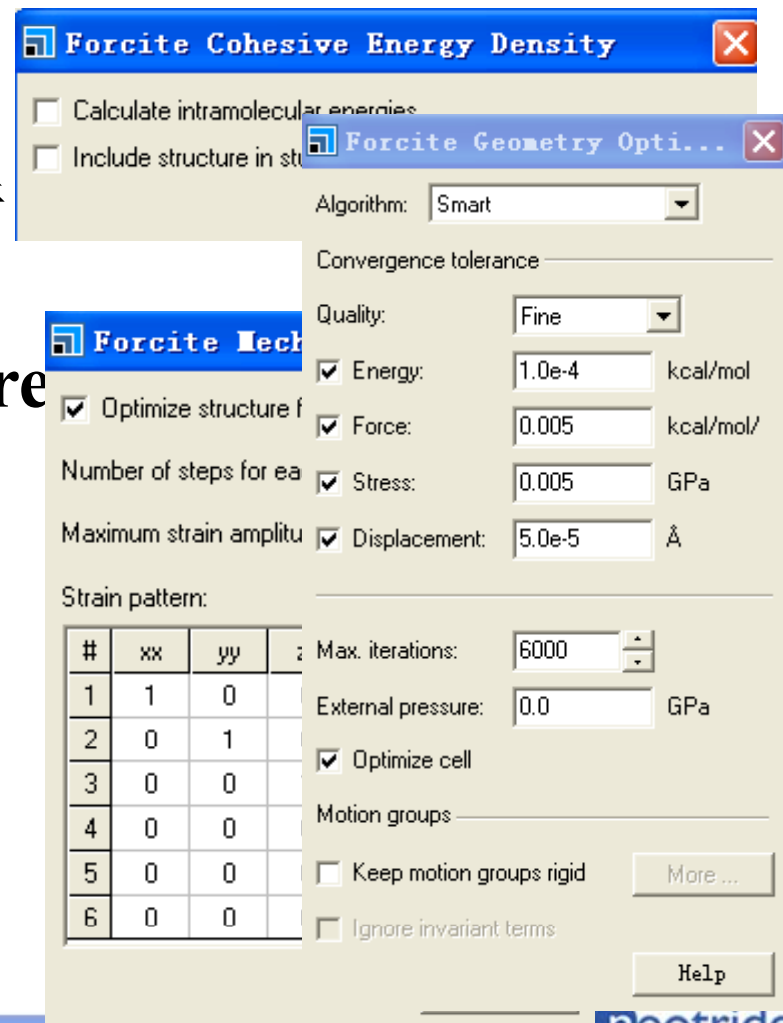 Forcite Cohesive Energy Density
Calculate intramolecular energies
Include structure in
re
Forcite
Optimize structure
Number of steps for
Maximum strain
Strain pattern:
# xx yy
1 1 0
2 0 1
3 0 0
4 0 0
5 0 0
6 0 0
Forcite Geometry Opti...
Algorithm: Smart
Convergence tolerance
Quality: Fine
Energy: 1.0e-4 kcal/mol
Force: 0.005 kcal/mol/
Stress: 0.005 GPa
Displacement: 5.0e-5 Å
Max. iterations: 6000
External pressure: 0.0 GPa
Optimize cell
Motion groups
Keep motion groups rigid More ...
Ignore invariant terms
Help